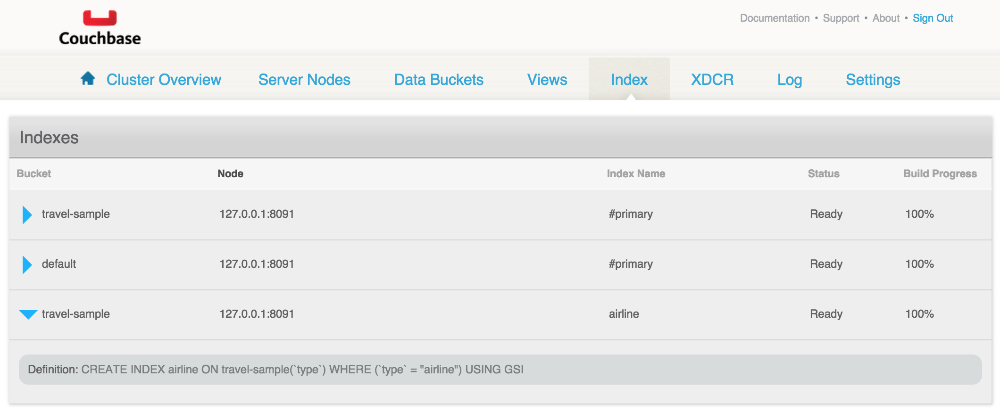 Couchbase
Documentation • Support • About • Sign Out
Cluster Overview Server Nodes Data Buckets Views Index XDCR Log Settings
Indexes
Bucket Node Index Name Status Build Progress
travel-sample 127.0.0.1:8091 #primary Ready 100%
default 127.0.0.1:8091 #primary Ready 100%
travel-sample 127.0.0.1:8091 airline Ready 100%
Definition: CREATE INDEX airline ON travel-sample(`type`) WHERE (`type` = "airline") USING GSI